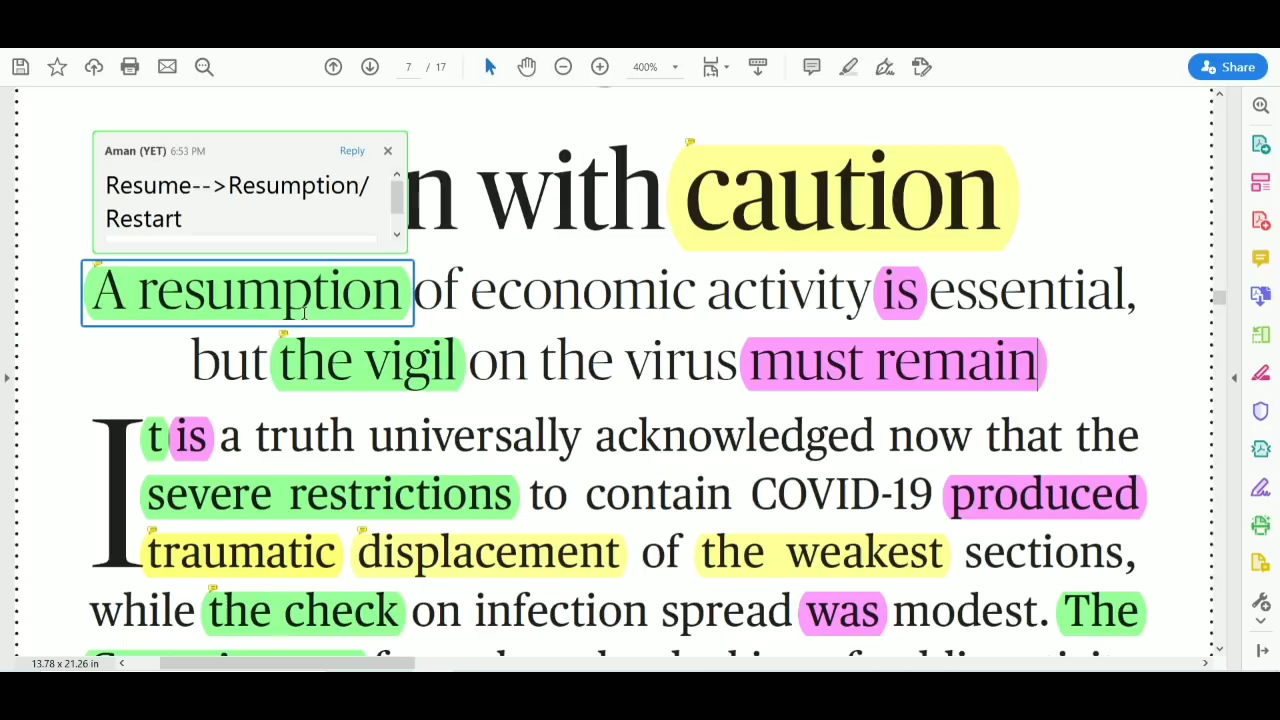 7 / 17
400%
Share
Aman (YET) 6:53 PM
Reply
Resume-->Resumption/
Restart
n with caution
A resumption of economic activity is essential,
but the vigil on the virus must remain
It is a truth universally acknowledged now that the
severe restrictions to contain COVID-19 produced
traumatic displacement of the weakest sections,
while the check on infection spread was modest. The
13.78 x 21.26 in